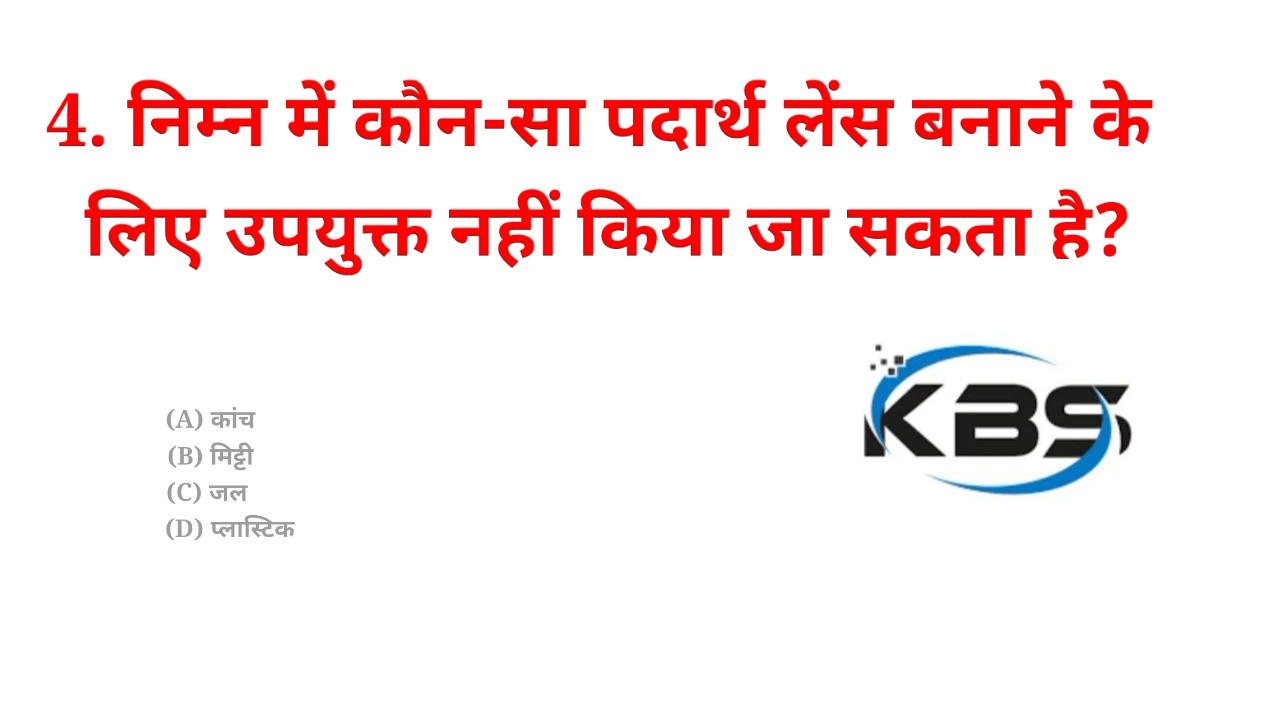 4. निम्न में कौन-सा पदार्थ लेंस बनाने के
लिए उपयुक्त नहीं किया जा सकता है?
KBS
(A) कांच
(B) मिट्टी
(C) जल
(D) प्लास्टिक